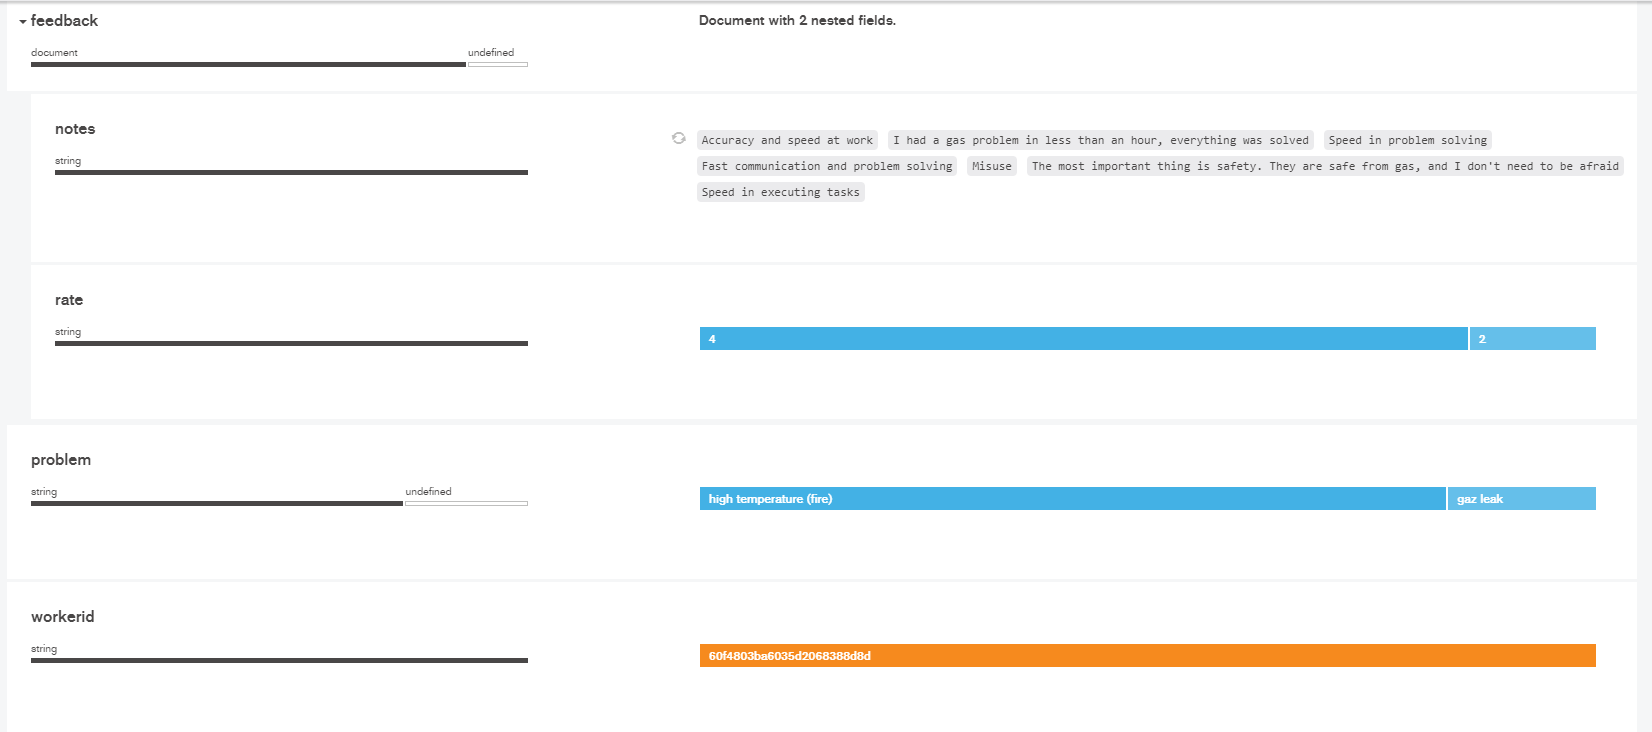 feedback
Document with 2 nested fields.
document undefined
notes
string
Accuracy and speed at work I had a gas problem in less than an hour, everything was solved Speed in problem solving
Fast communication and problem solving Misuse The most important thing is safety. They are safe from gas, and I don't need to be afraid
Speed in executing tasks
rate
string
4 2
problem
string undefined
high temperature (fire) gaz leak
workerid
string
60f4803ba6035d2068388d8d